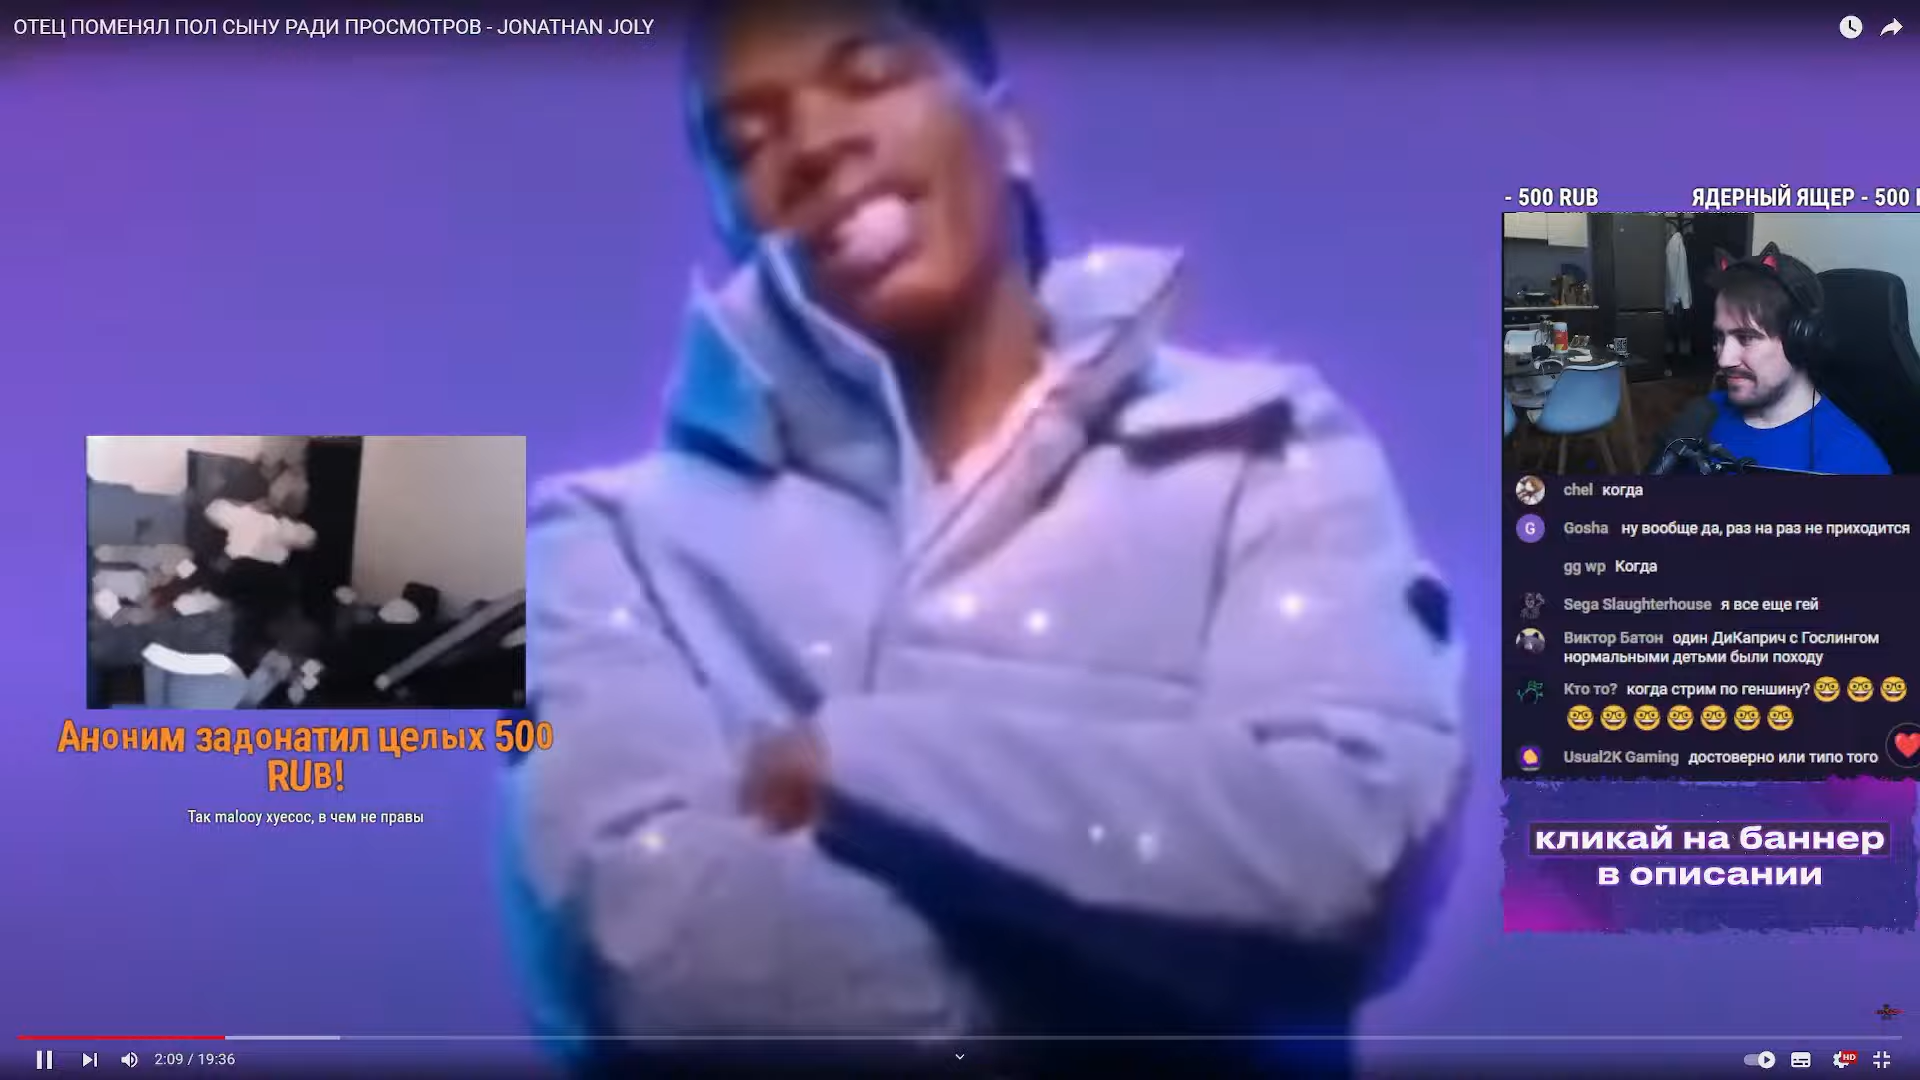 ОТЕЦ ПОМЕНЯЛ ПОЛ СЫНУ РАДИ ПРОСМОТРОВ - JONATHAN JOLY
- 500 RUB ЯДЕРНЫЙ ЯЩЕР - 500
chel когда
G Gosha ну вообще да, раз на раз не приходится
gg wp Когда
Sega Slaughterhouse я все еще гей
Виктор Батон один ДиКаприч с Гослингом
нормальными детьми были походу
Кто то? когда стрим по геншину?
Usual2K Gaming достоверно или типо того
Аноним задонатил целых 500
RUB!
Так malooy хуесос, в чем не правы
кликай на баннер
в описании
2:09 / 19:36
HD